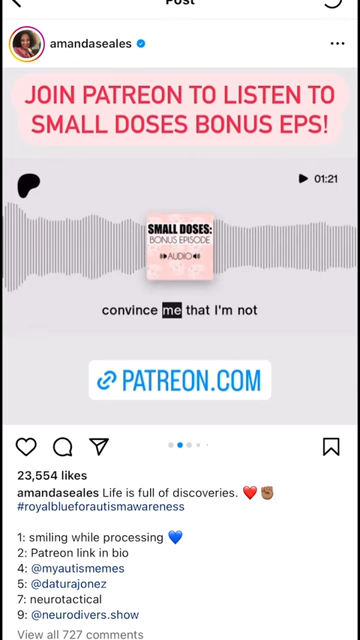 Post
amandaseales
JOIN PATREON TO LISTEN TO
SMALL DOSES BONUS EPS!
01:21
SMALL DOSES:
BONUS EPISODE
AUDIO
convince me that I'm not
PATREON.COM
23,554 likes
amandaseales Life is full of discoveries. ❤️ ✊🏾
#royalblueforautismawareness
1: smiling while processing 💙
2: Patreon link in bio
4: @myautismemes
5: @daturajonez
7: neurotactical
9: @neurodivers.show
View all 727 comments